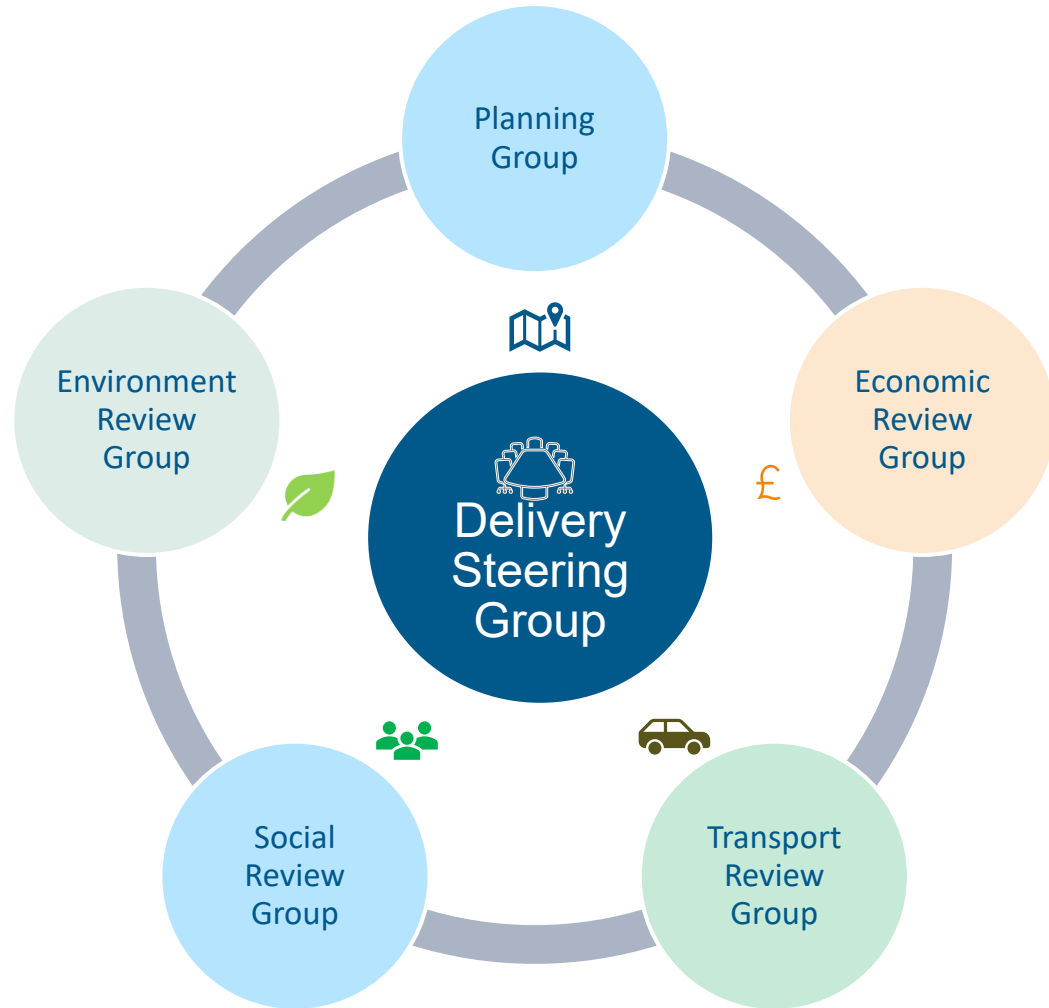 Planning
Group
Environment
Review
Group
Economic
Review
Group
£
Delivery
Steering
Group
Social
Review
Group
Transport
Review
Group